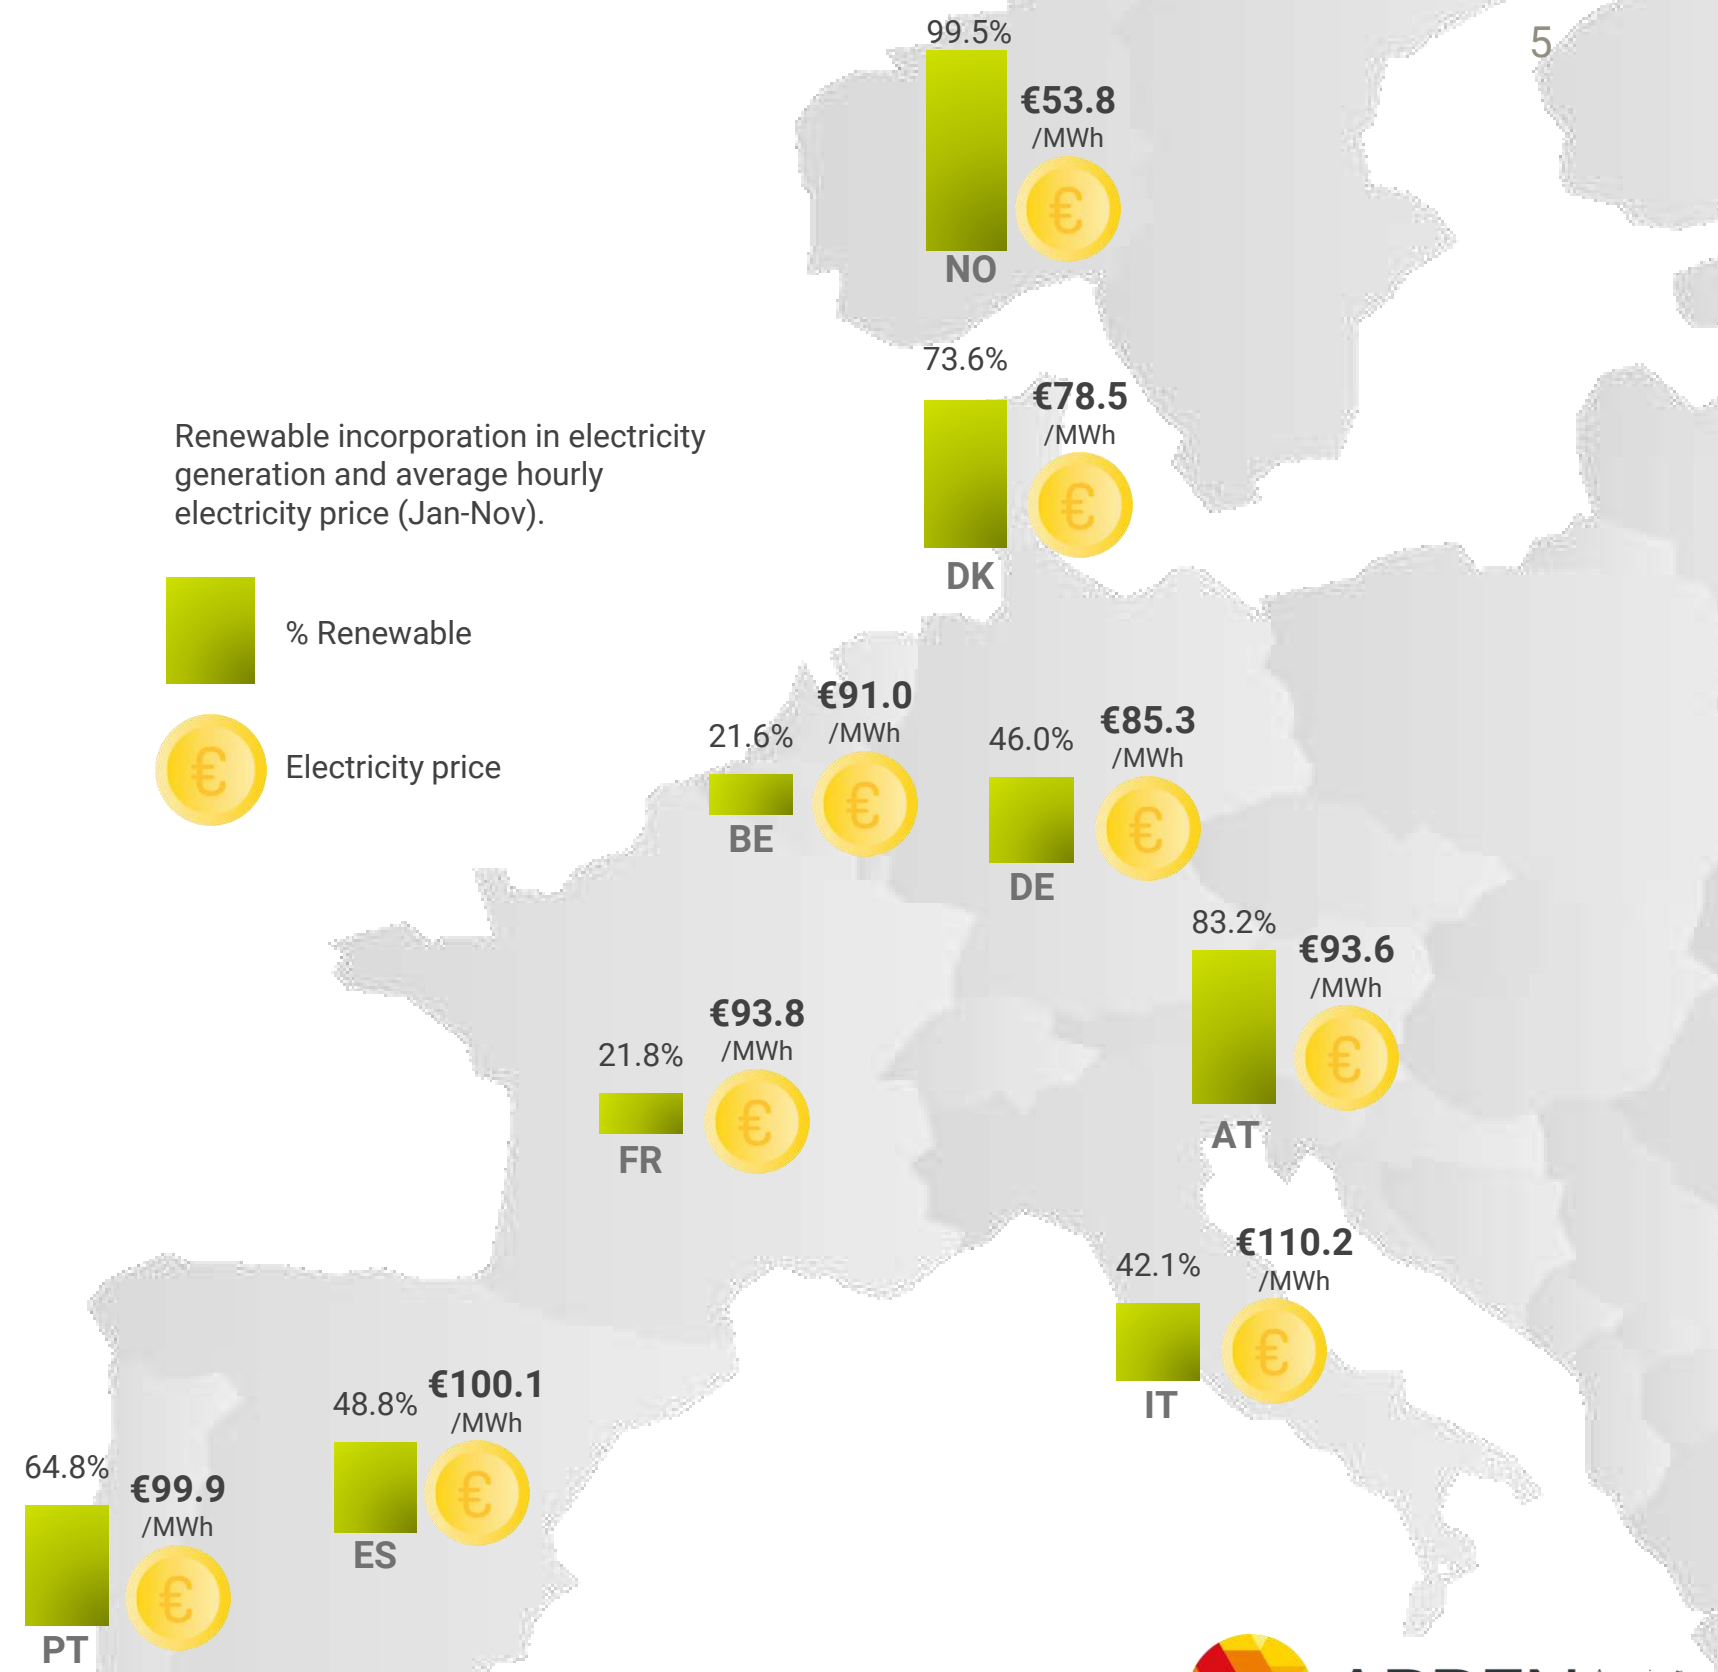 5
99.5%
€53.8
/MWh
NO
73.6%
€78.5
/MWh
DK
Renewable incorporation in electricity
generation and average hourly
electricity price (Jan-Nov).
% Renewable
€ Electricity price
€91.0
21.6% /MWh
BE
€85.3
46.0% /MWh
DE
83.2%
€93.6
/MWh
AT
€93.8
21.8% /MWh
FR
€110.2
42.1% /MWh
IT
€100.1
48.8% /MWh
ES
64.8%
€99.9
/MWh
PT